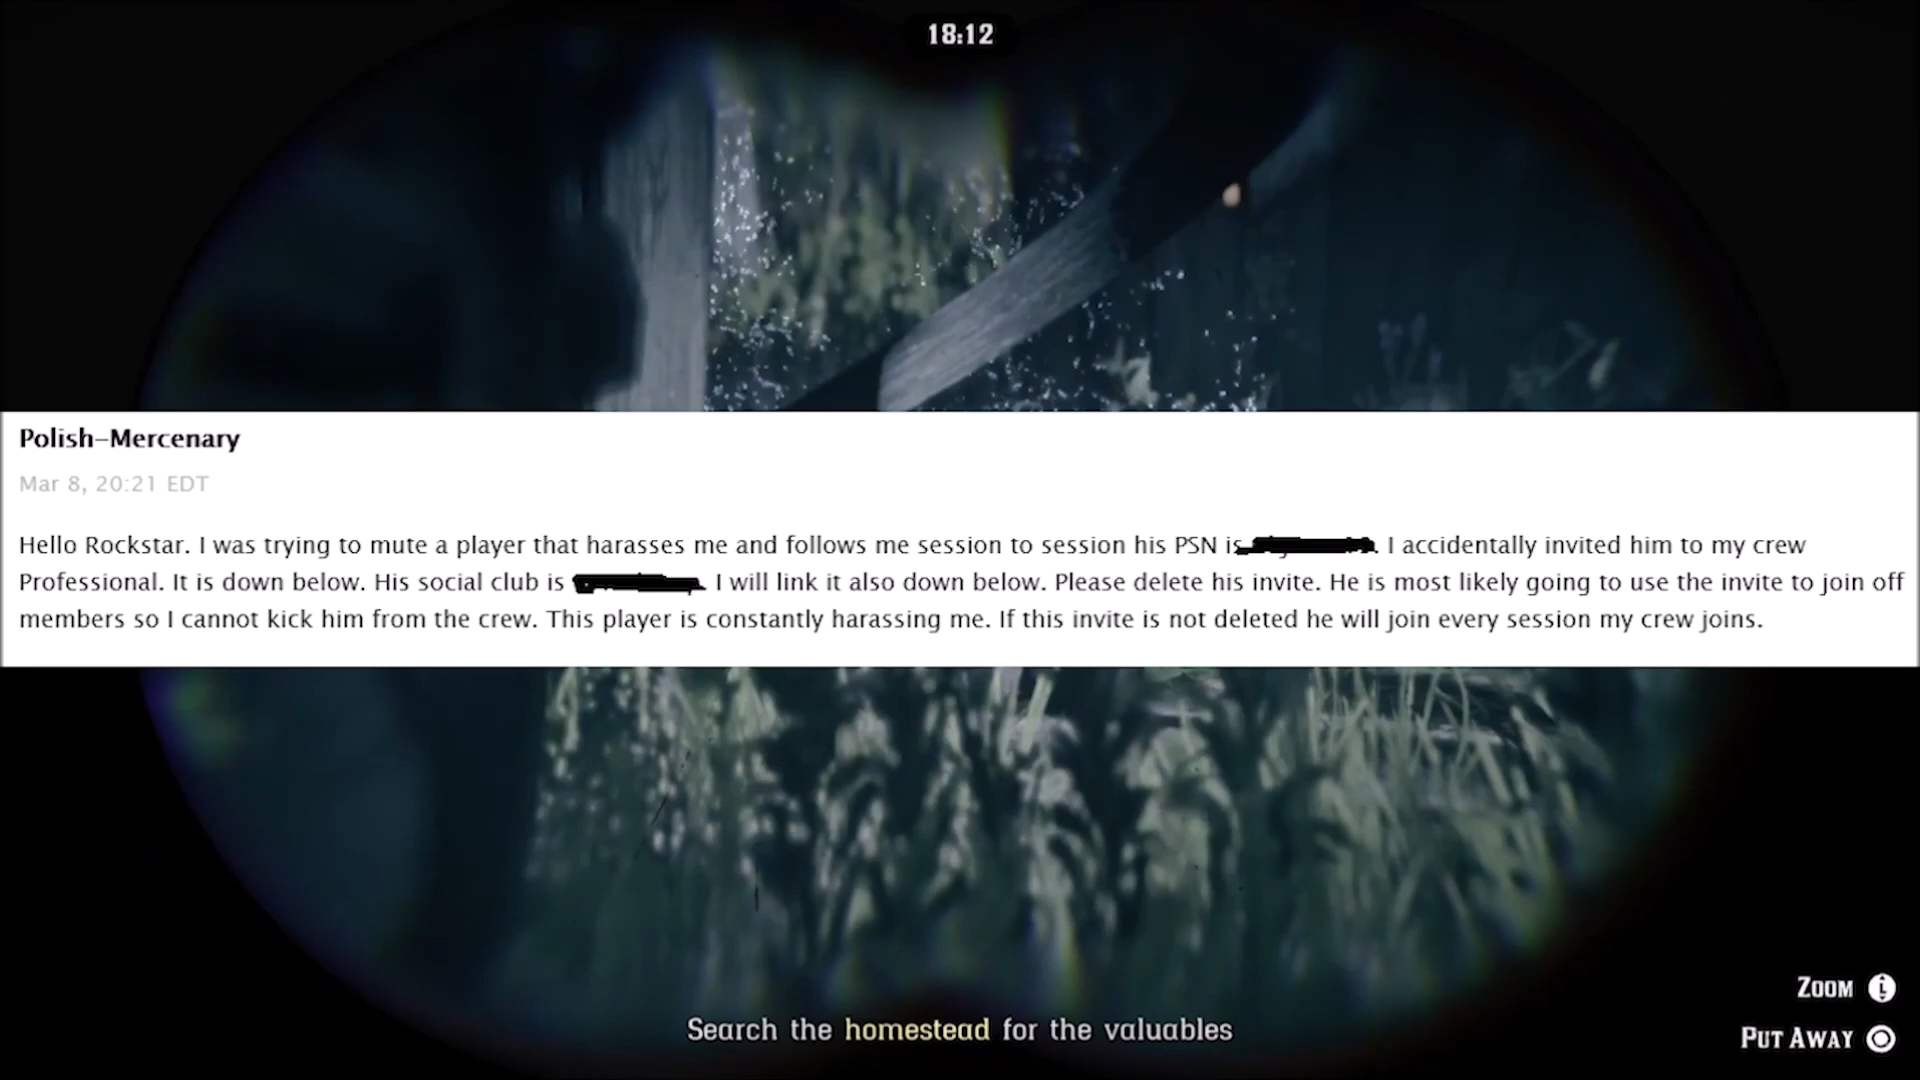 18:12
Polish-Mercenary
Mar 8, 20:21 EDT
Hello Rockstar. I was trying to mute a player that harasses me and follows me session to session his PSN is . I accidentally invited him to my crew
Professional. It is down below. His social club is . I will link it also down below. Please delete his invite. He is most likely going to use the invite to join off
members so I cannot kick him from the crew. This player is constantly harassing me. If this invite is not deleted he will join every session my crew joins.
Zoom
Search the homestead for the valuables
Put Away